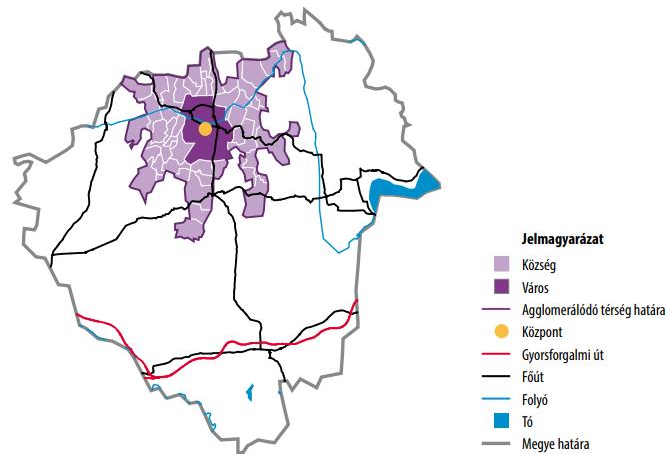 Jelmagyarázat
Község
Város
Agglomerálódó térség határa
Központ
Gyorsforgalmi út
Főút
Folyó
Tó
Megye határa